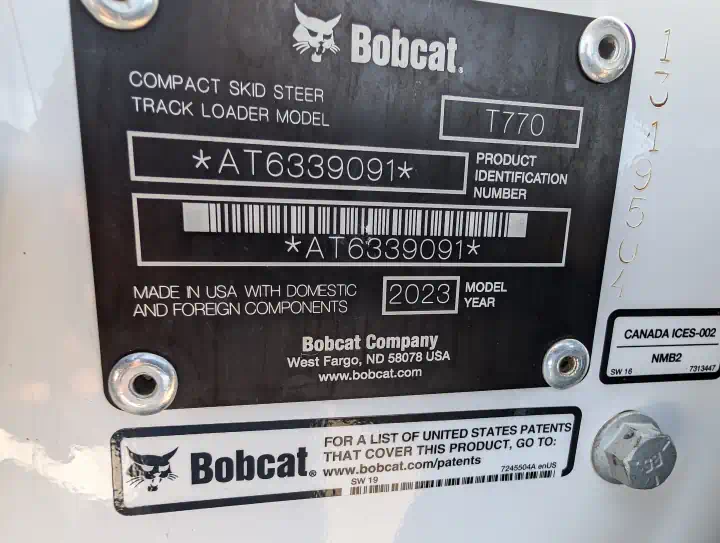 Bobcat.
COMPACT SKID STEER
TRACK LOADER MODEL
T770
*AT6339091*
PRODUCT
IDENTIFICATION
NUMBER
*AT6339091*
MADE IN USA WITH DOMESTIC
AND FOREIGN COMPONENTS
2023
MODEL
YEAR
Bobcat Company
West Fargo, ND 58078 USA
www.bobcat.com
CANADA ICES-002
NMB2
SW 16 7313447
Bobcat.
FOR A LIST OF UNITED STATES PATENTS
THAT COVER THIS PRODUCT, GO TO:
www.bobcat.com/patents
7245504A enUS
SW 19